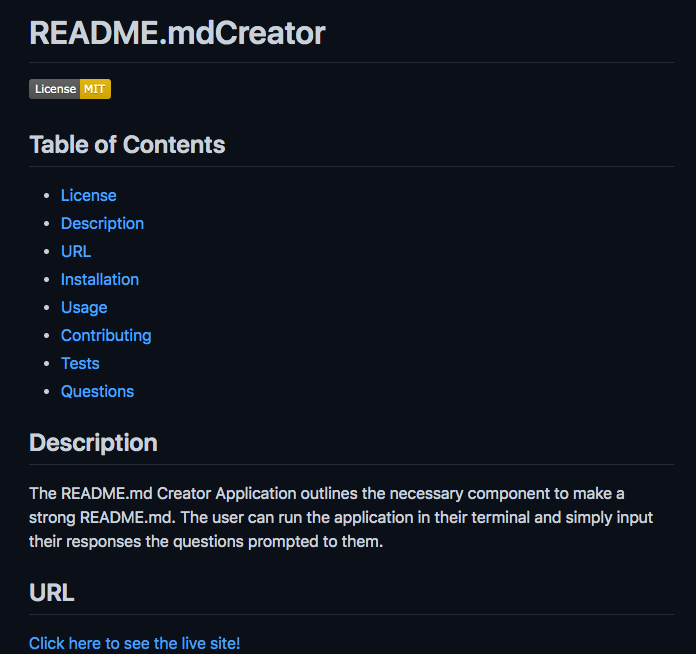 README.mdCreator
License MIT
Table of Contents
License
Description
URL
Installation
Usage
Contributing
Tests
Questions
Description
The README.md Creator Application outlines the necessary component to make a
strong README.md. The user can run the application in their terminal and simply input
their responses the questions prompted to them.
URL
Click here to see the live site!